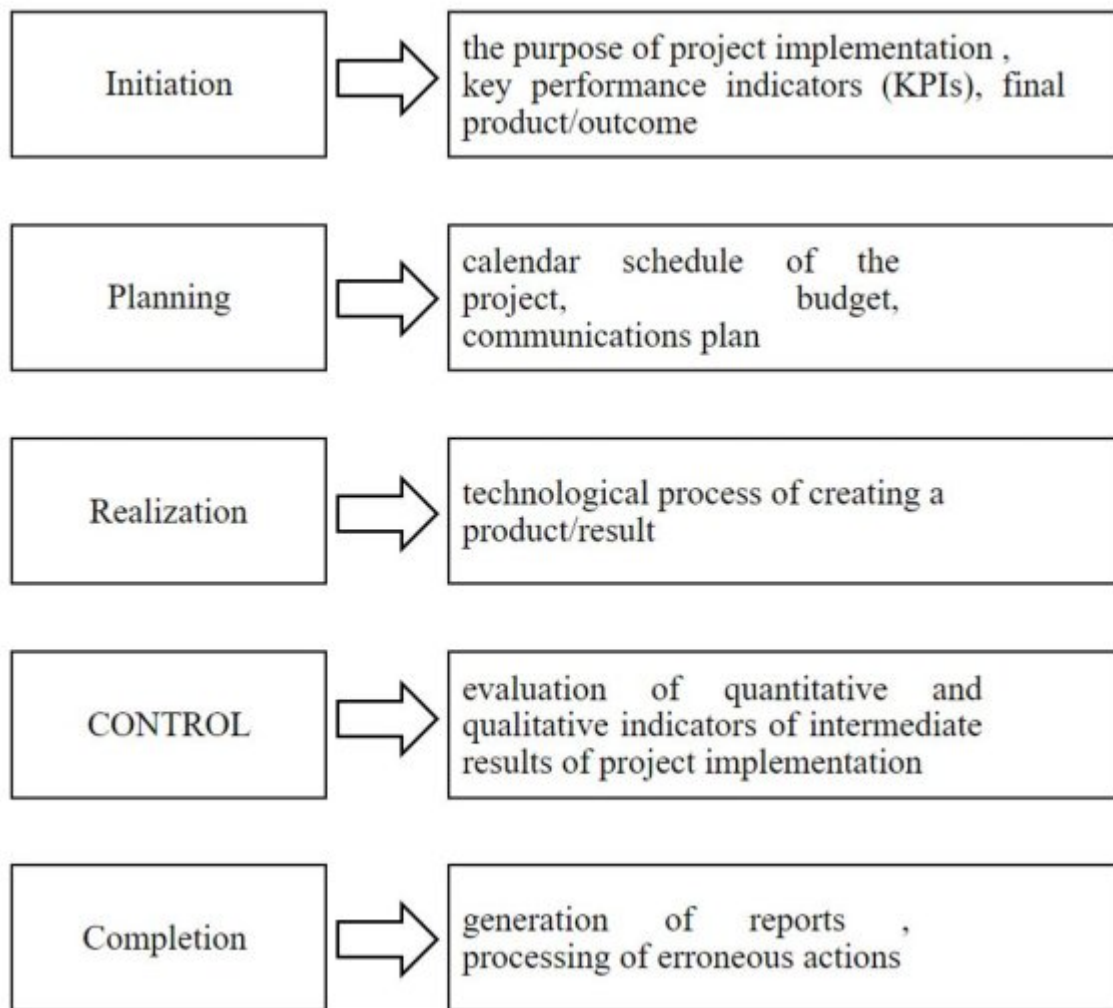 Initiation
the purpose of project implementation ,
key performance indicators (KPIs), final
product/outcome
Planning
calendar schedule of the
project, budget,
communications plan
Realization
technological process of creating a
product/result
CONTROL
evaluation of quantitative and
qualitative indicators of intermediate
results of project implementation
Completion
generation of reports ,
processing of erroneous actions